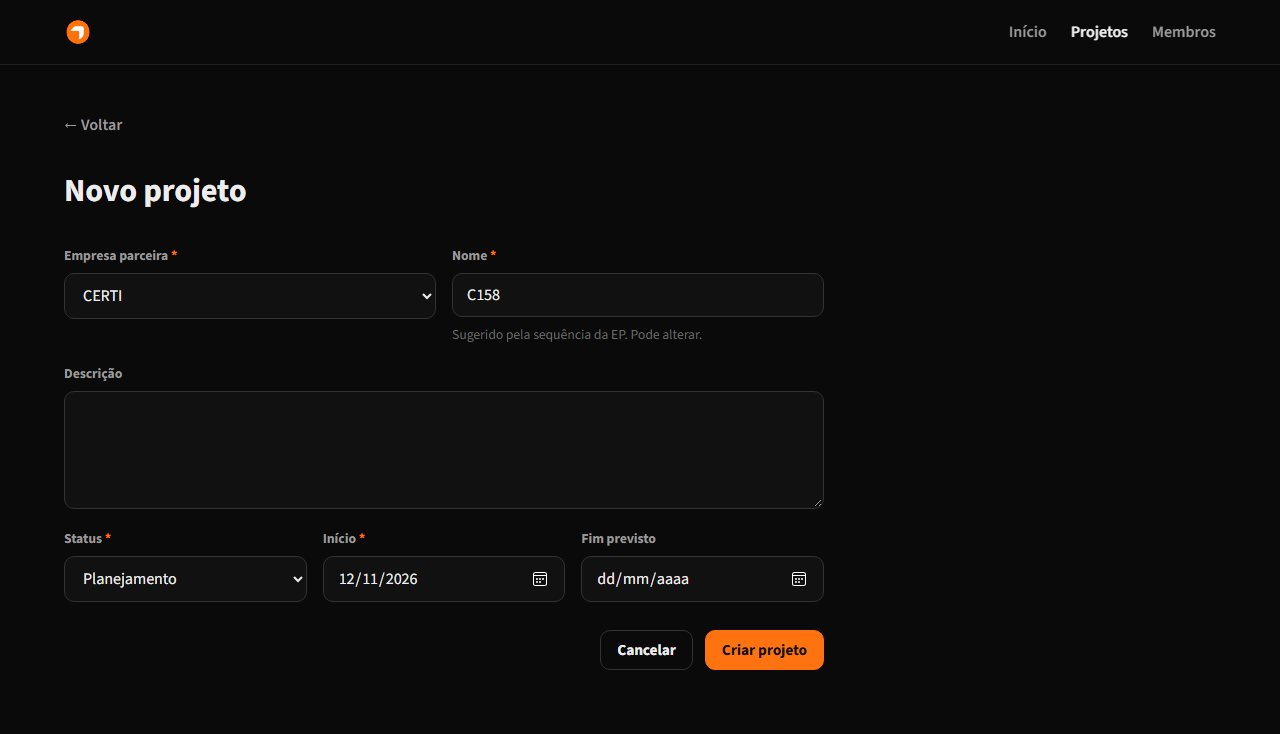 Início Projetos Membros
← Voltar
Novo projeto
Empresa parceira * Nome *
CERTI C158
Sugerido pela sequência da EP. Pode alterar.
Descrição
Status * Início * Fim previsto
Planejamento 12/11/2026 dd/mm/aaaa
Cancelar Criar projeto